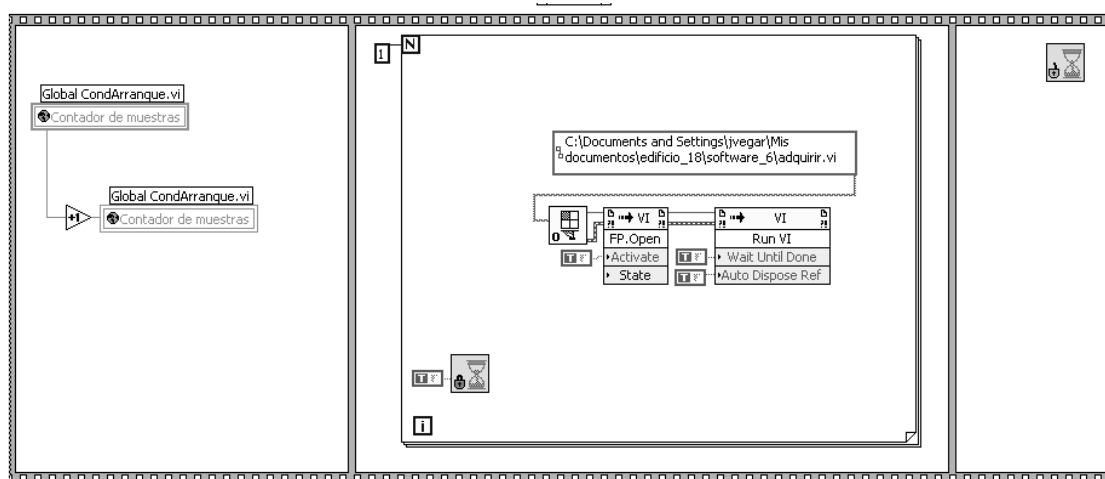 Global CondArranque.vi
Contador de muestras
Global CondArranque.vi
+1
Contador de muestras
1
N
C:\Documents and Settings\jvegar\Mis
documentos\edificio_18\software_6\adquirir.vi
0
VI
FP.Open
T
Activate
State
VI
Run VI
T
Wait Until Done
T
Auto Dispose Ref
T
i